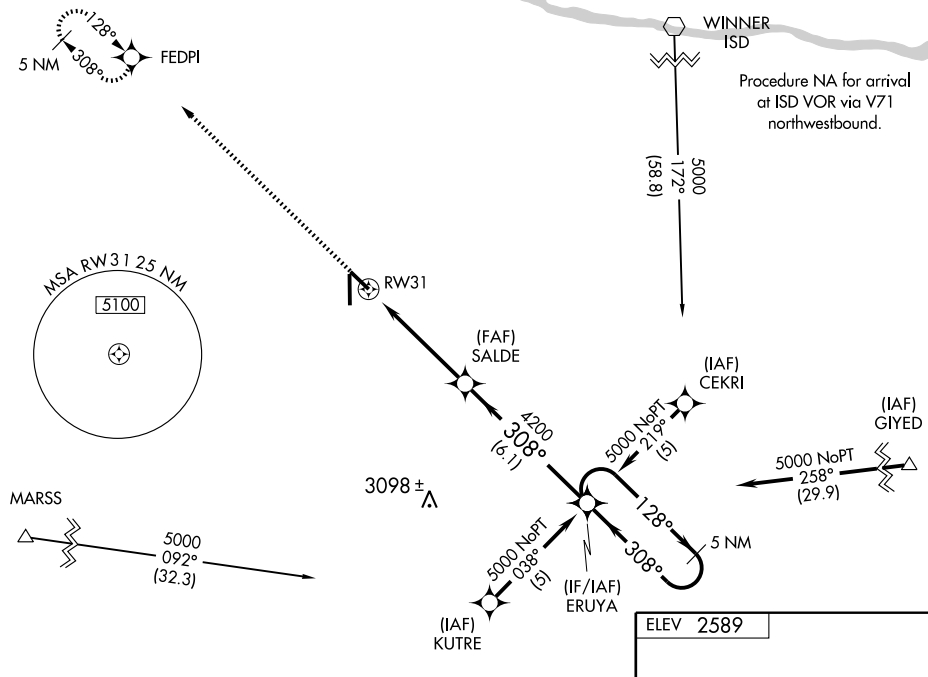 128°
308°
5 NM
FEDPI
WINNER
ISD
Procedure NA for arrival
at ISD VOR via V71
northwestbound.
5000
172°
(58.8)
MSA RW31 25 NM
5100
RW31
(FAF)
SALDE
4200
308°
(6.1)
(IAF)
CEKRI
5000 NoPT
219°
(5)
(IAF)
GIYED
5000 NoPT
258°
(29.9)
3098 ±
MARSS
5000
092°
(32.3)
128°
308°
5 NM
5000 NoPT
038°
(5)
(IF/IAF)
ERUYA
(IAF)
KUTRE
ELEV 2589